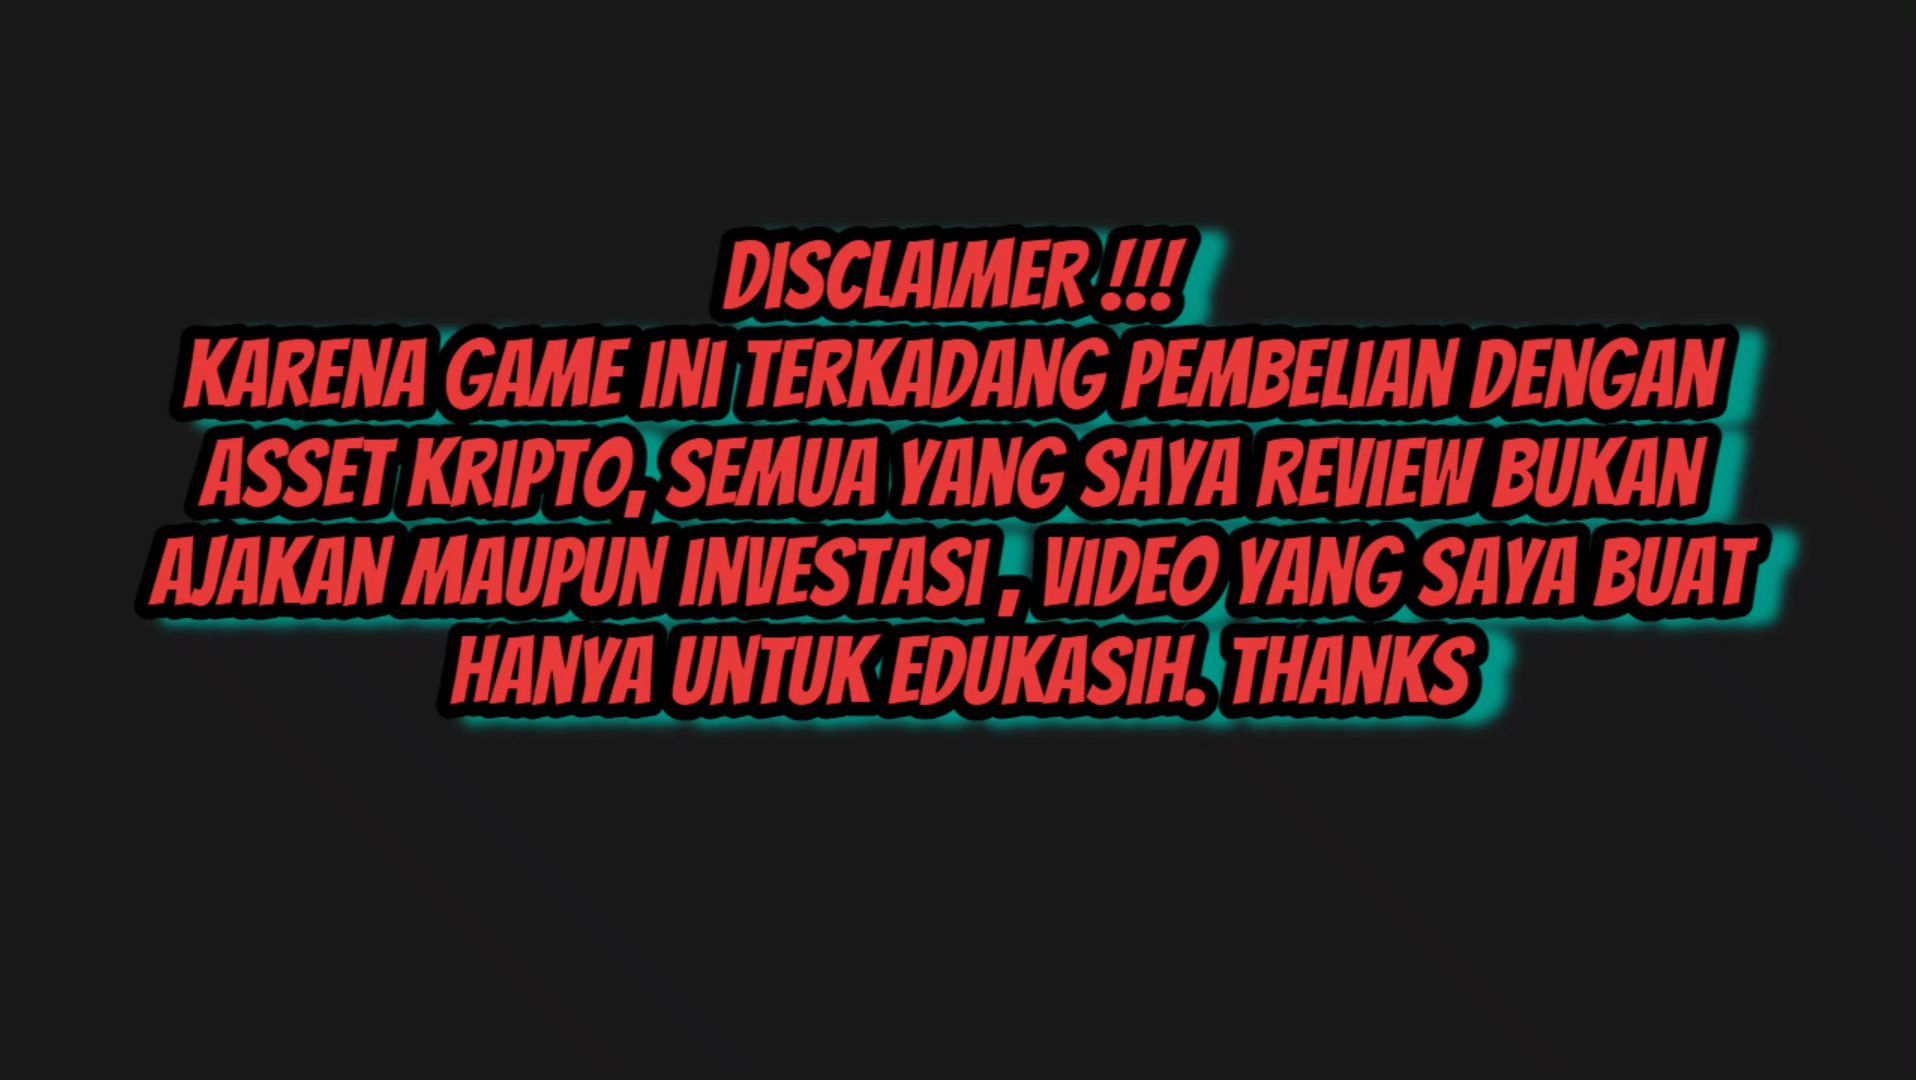 DISCLAIMER !!!
KARENA GAME INI TERKADANG PEMBELIAN DENGAN
ASSET KRIPTO, SEMUA YANG SAYA REVIEW BUKAN
AJAKAN MAUPUN INVESTASI , VIDEO YANG SAYA BUAT
HANYA UNTUK EDUKASIH. THANKS